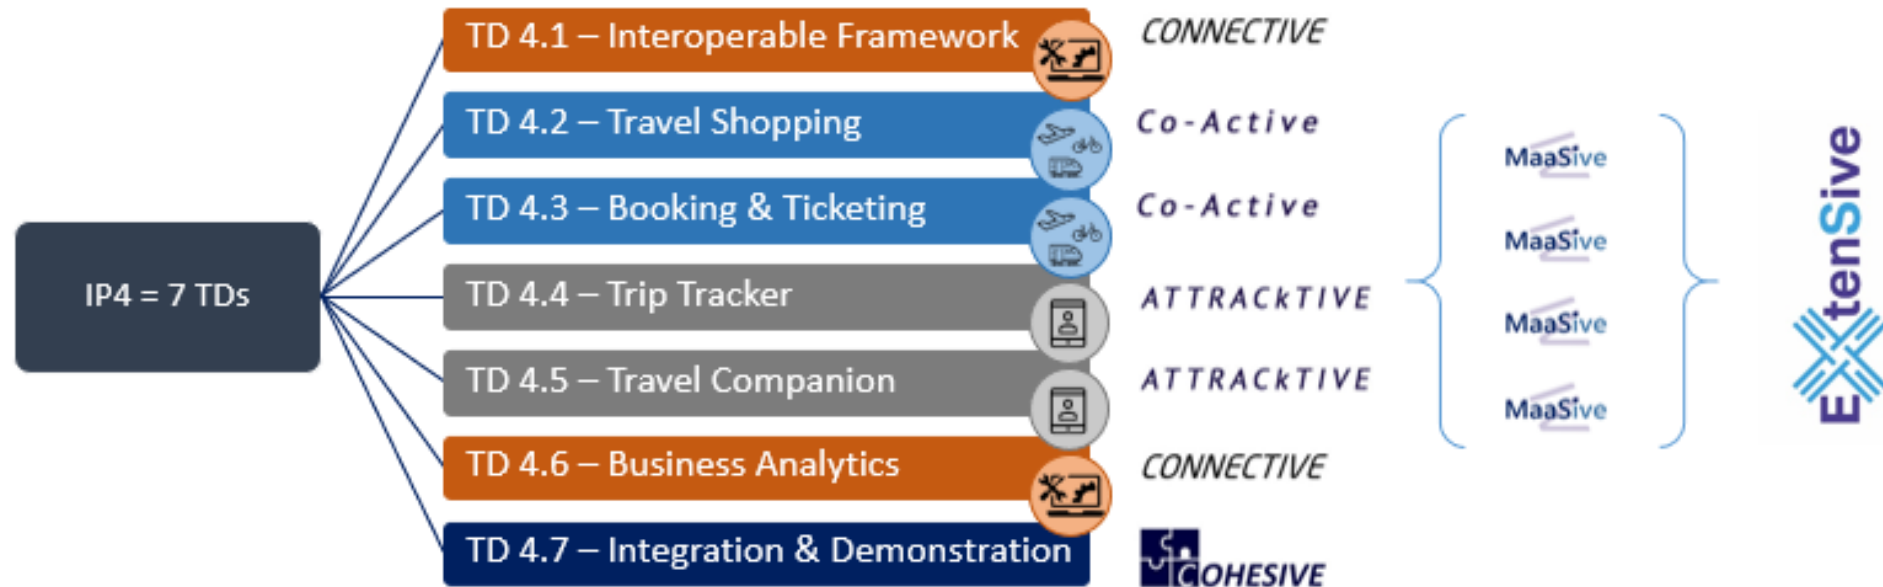 TD 4.1 – Interoperable Framework
CONNECTIVE
TD 4.2 – Travel Shopping
Co-Active
MaaSive
TD 4.3 – Booking & Ticketing
Co-Active
MaaSive
IP4 = 7 TDs
TD 4.4 – Trip Tracker
ATTRACkTIVE
MaaSive
TD 4.5 – Travel Companion
ATTRACkTIVE
MaaSive
TD 4.6 – Business Analytics
CONNECTIVE
TD 4.7 – Integration & Demonstration
COHESIVE
ExtenSive